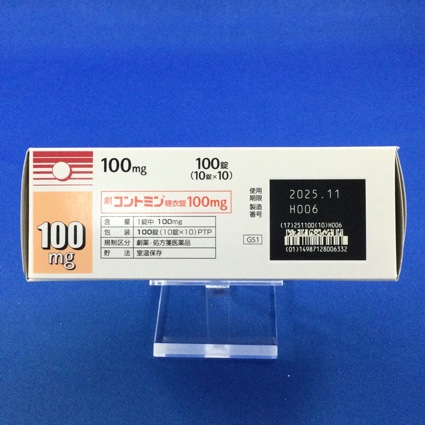 100mg
100錠
(10錠×10)
劇 コントミン糖衣錠100mg
含 量 1錠中 100mg
包 装 100錠(10錠×10)PTP
規制区分 劇薬・処方箋医薬品
貯 法 室温保存
100
mg
使用
期限
製造
番号
2025.11
H006
(17)251100(10)H006
(01)14987128006332
G51